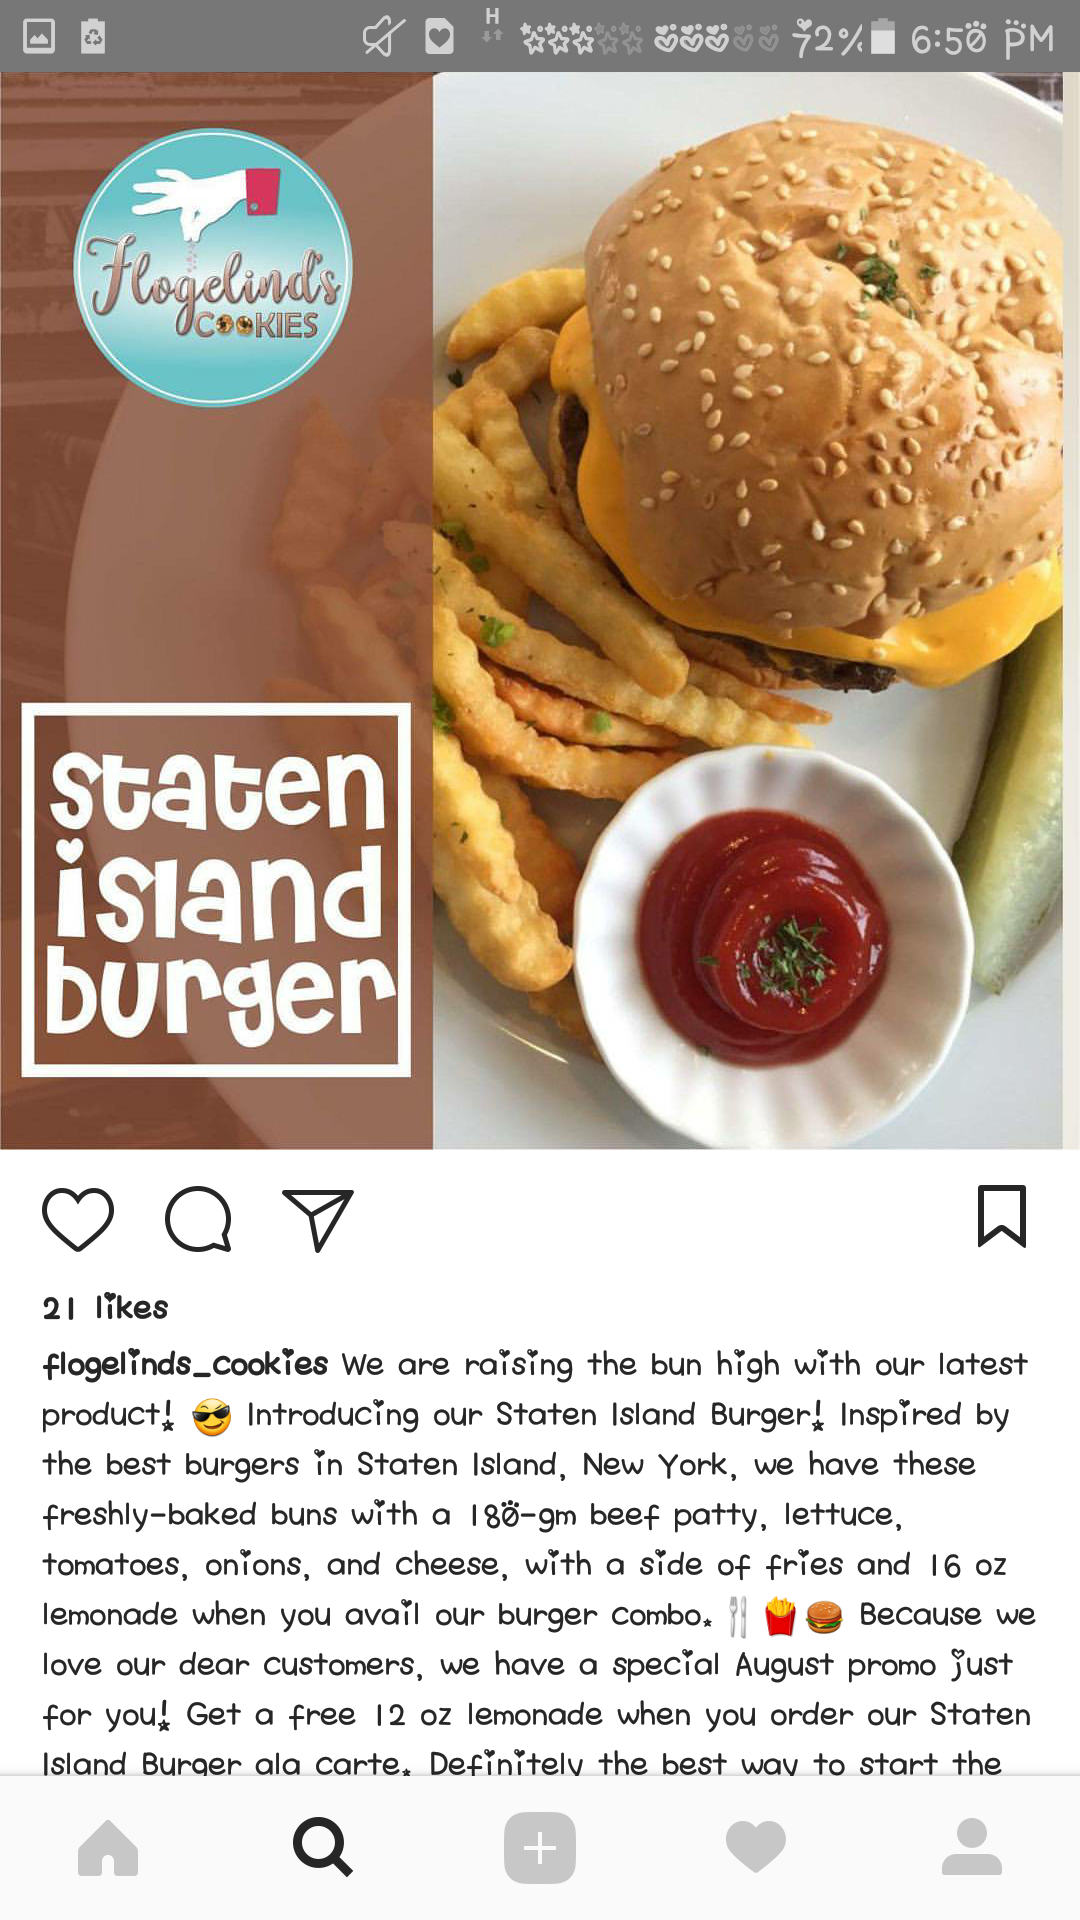 H
72% 6:50 PM
Flogelind's
COOKIES
staten
island
burger
21 likes
flogelinds_cookies We are raising the bun high with our latest
product! 😎 Introducing our Staten Island Burger! Inspired by
the best burgers in Staten Island, New York, we have these
freshly-baked buns with a 180-gm beef patty, lettuce,
tomatoes, onions, and cheese, with a side of fries and 16 oz
lemonade when you avail our burger combo. 🍴🍟🍔 Because we
love our dear customers, we have a special August promo just
for you! Get a free 12 oz lemonade when you order our Staten
Island Burger ala carte. Definitely the best way to start the